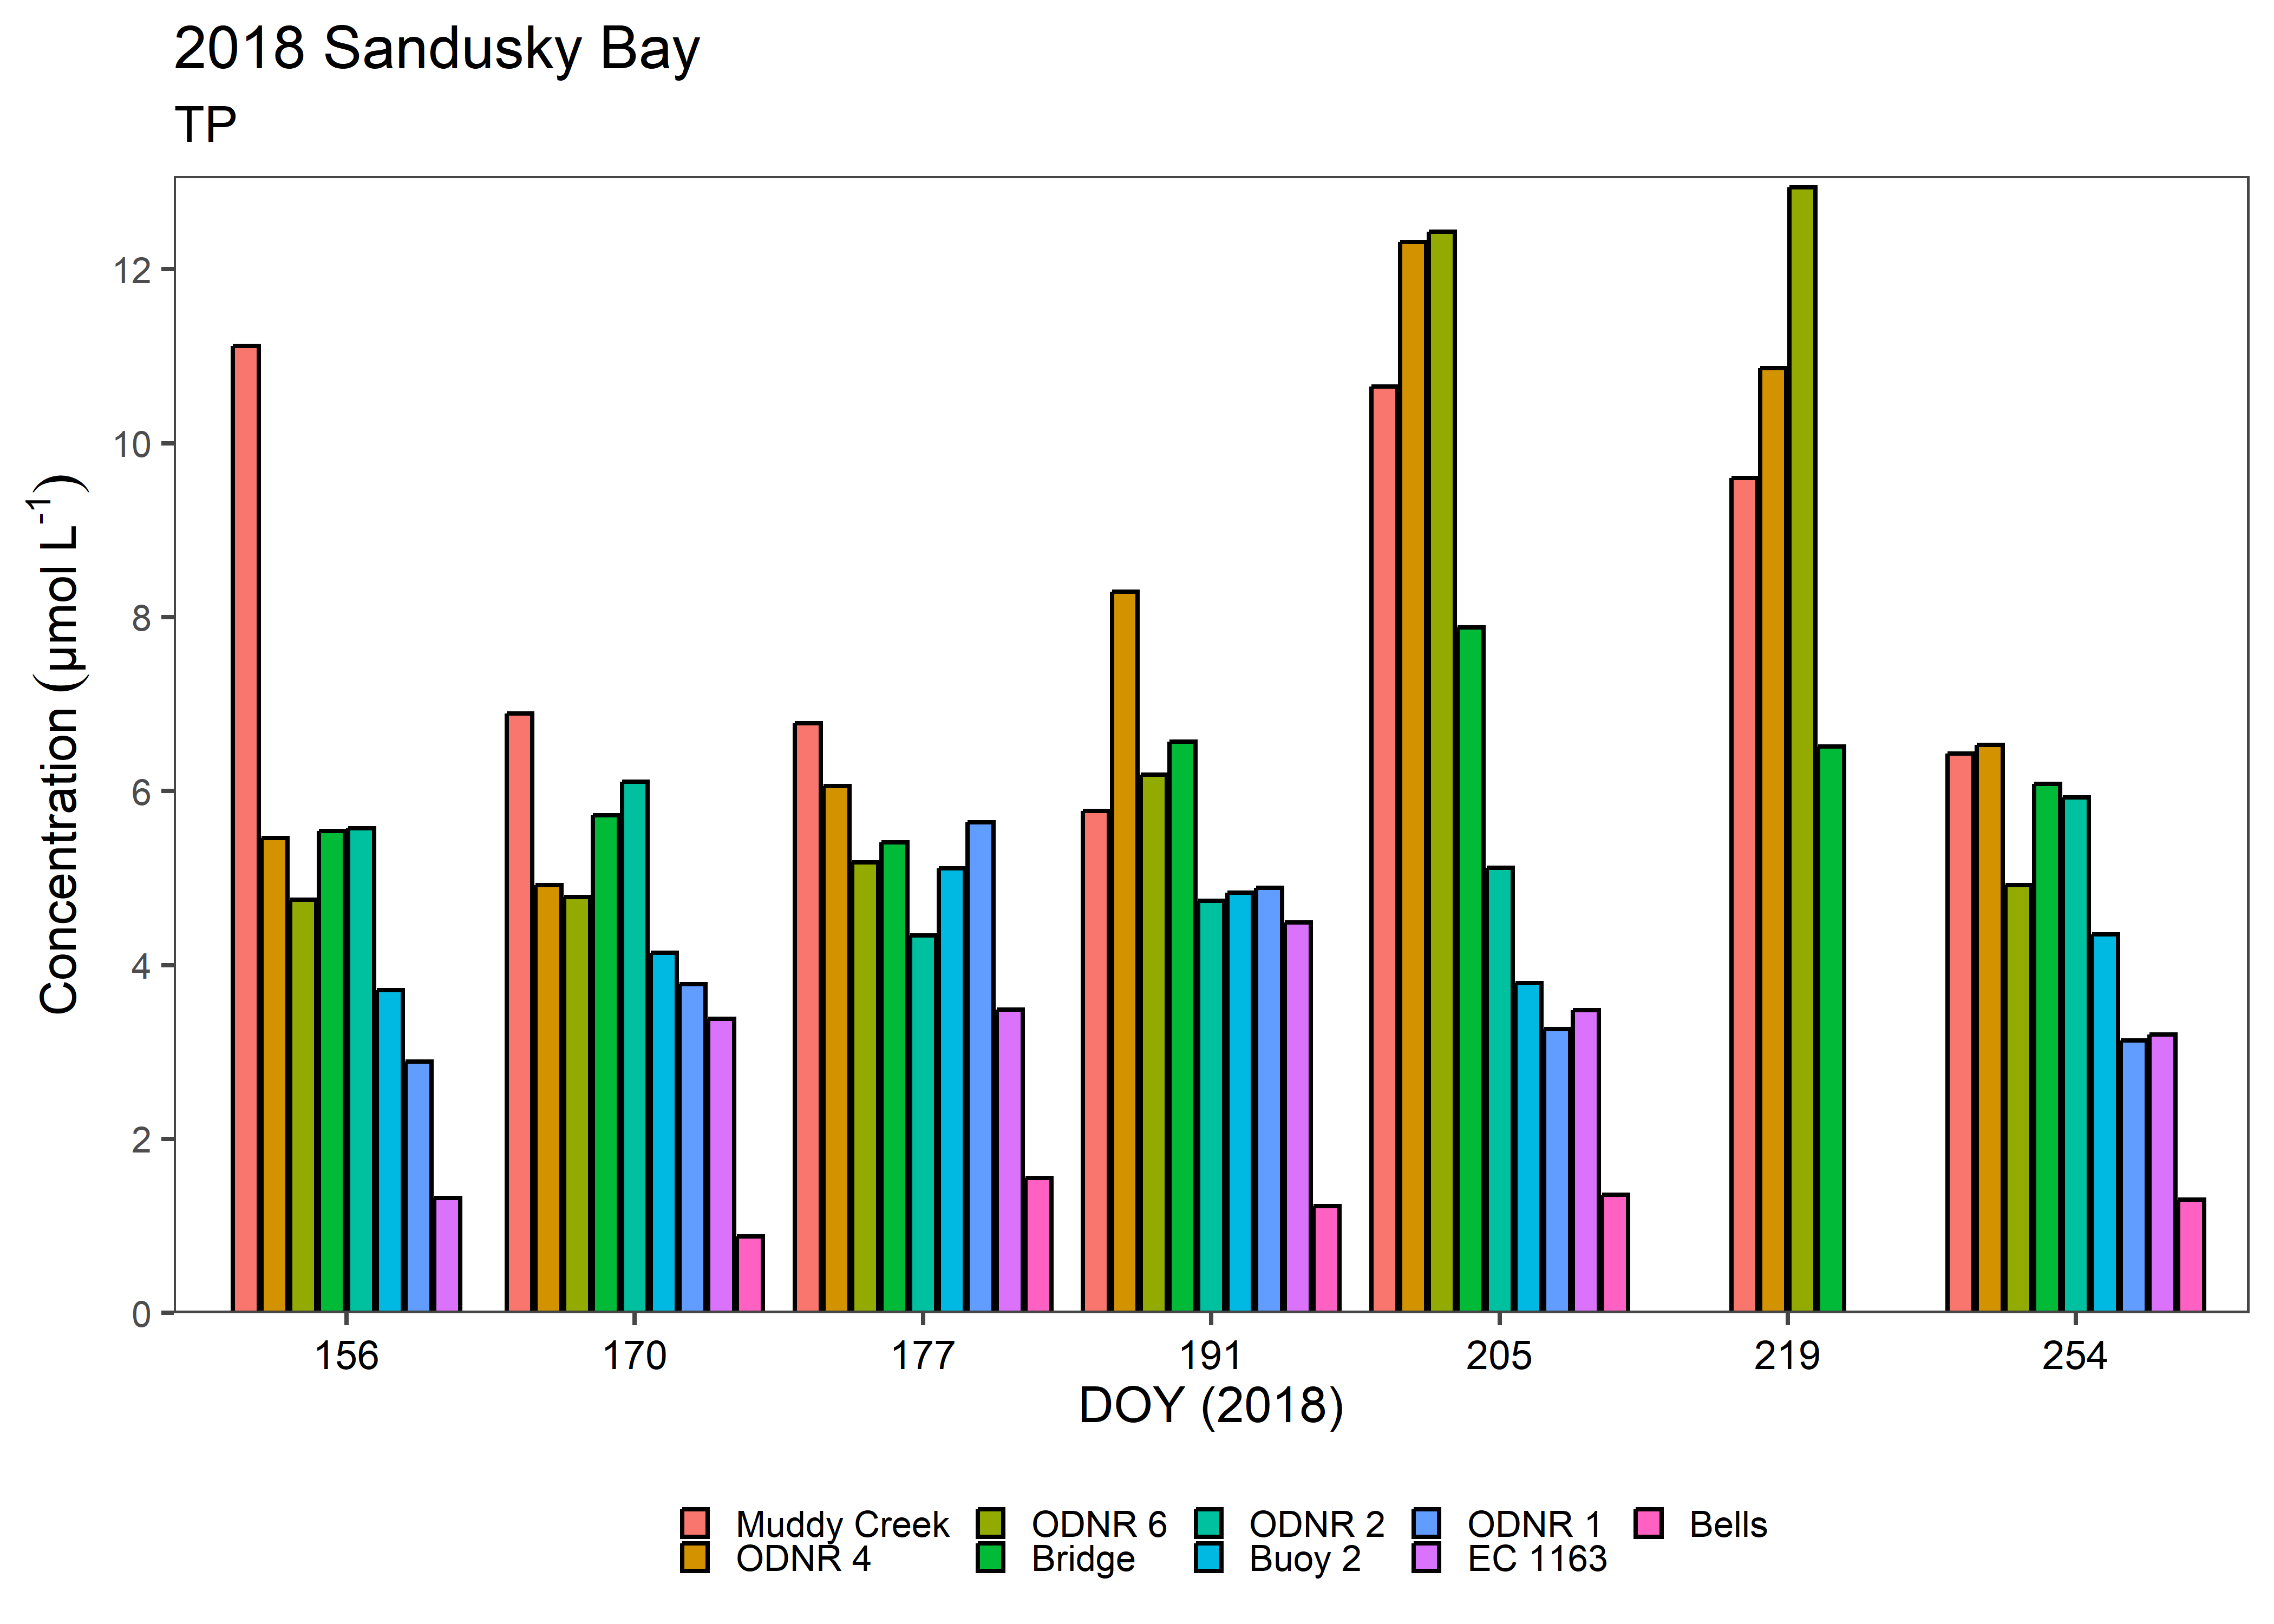 2018 Sandusky Bay
TP
Concentration (µmol L⁻¹)
12
10
8
6
4
2
0
156 170 177 191 205 219 254
DOY (2018)
Muddy Creek ODNR 6 ODNR 2 ODNR 1 Bells
ODNR 4 Bridge Buoy 2 EC 1163